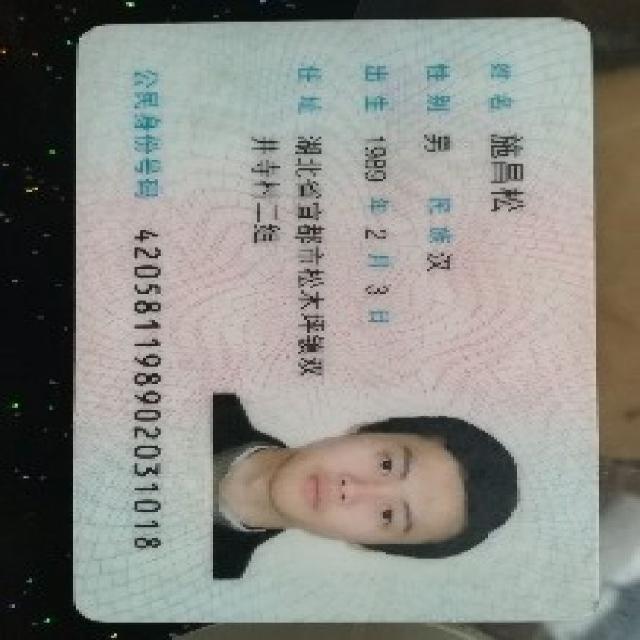 姓名 施昌松
性别 男 民族 汉
出生 1989 年 2 月 3 日
住址 湖北省宜都市松木坪镇双
井寺村二组
公民身份号码 420581198902031018